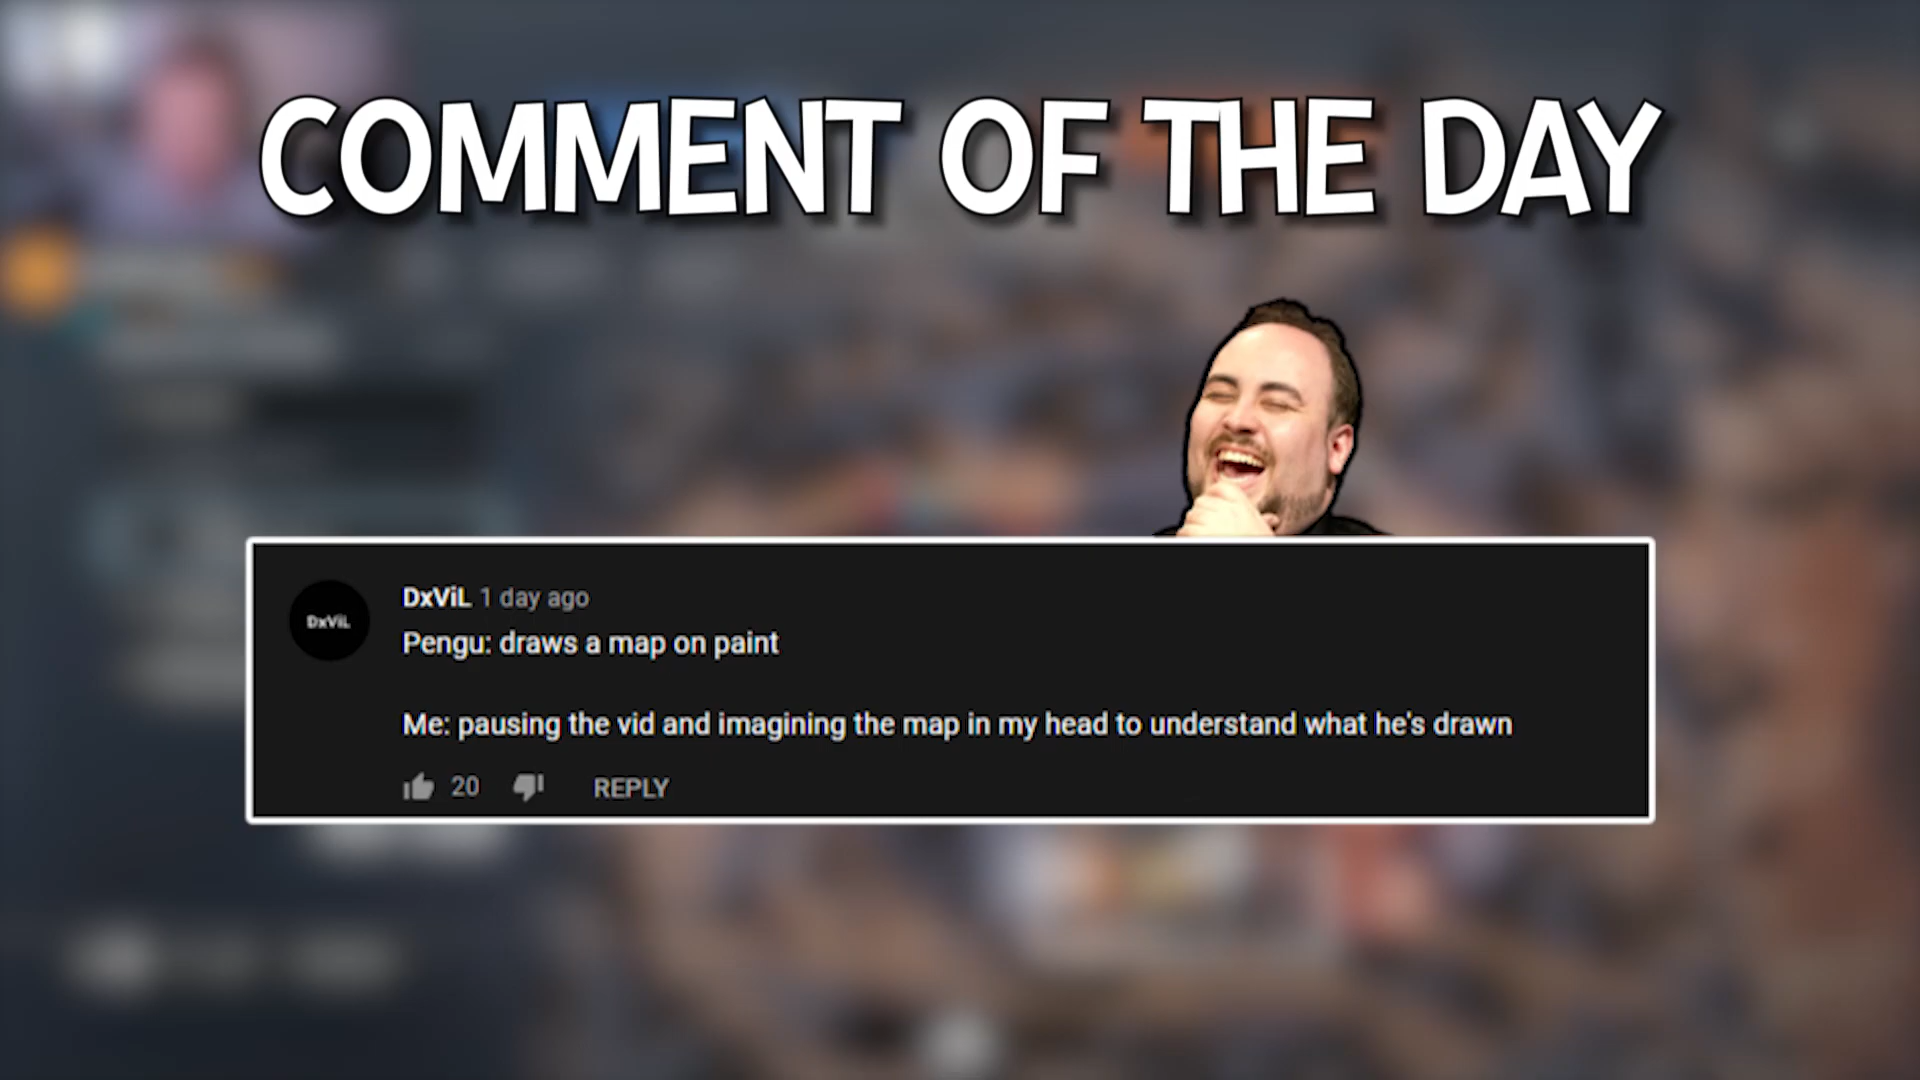 COMMENT OF THE DAY
DxViL
DxViL 1 day ago
Pengu: draws a map on paint
Me: pausing the vid and imagining the map in my head to understand what he's drawn
20 REPLY